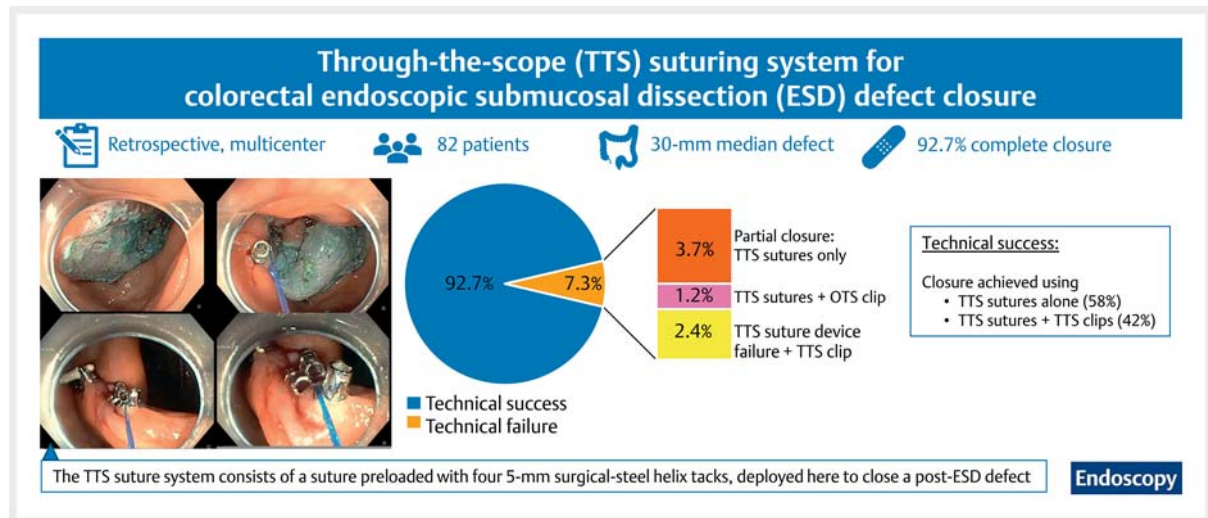 Through-the-scope (TTS) suturing system for
colorectal endoscopic submucosal dissection (ESD) defect closure
Retrospective, multicenter
82 patients
30-mm median defect
92.7% complete closure
92.7%
7.3%
Technical success
Technical failure
3.7%
Partial closure:
TTS sutures only
1.2%
TTS sutures + OTS clip
2.4%
TTS suture device
failure + TTS clip
Technical success:
Closure achieved using
• TTS sutures alone (58%)
• TTS sutures + TTS clips (42%)
The TTS suture system consists of a suture preloaded with four 5-mm surgical-steel helix tacks, deployed here to close a post-ESD defect
Endoscopy